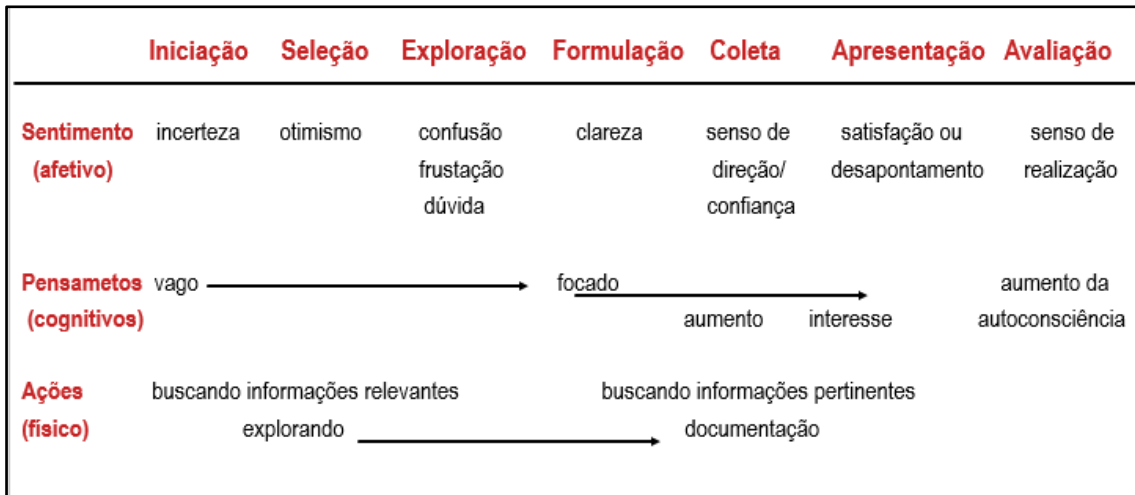 Iniciação Seleção Exploração Formulação Coleta Apresentação Avaliação
Sentimento incerteza otimismo confusão clareza senso de satisfação ou senso de
(afetivo) frustação direção/ desapontamento realização
dúvida confiança
Pensametos vago focado aumento da
(cognitivos) aumento interesse autoconsciência
Ações buscando informações relevantes buscando informações pertinentes
(físico) explorando documentação